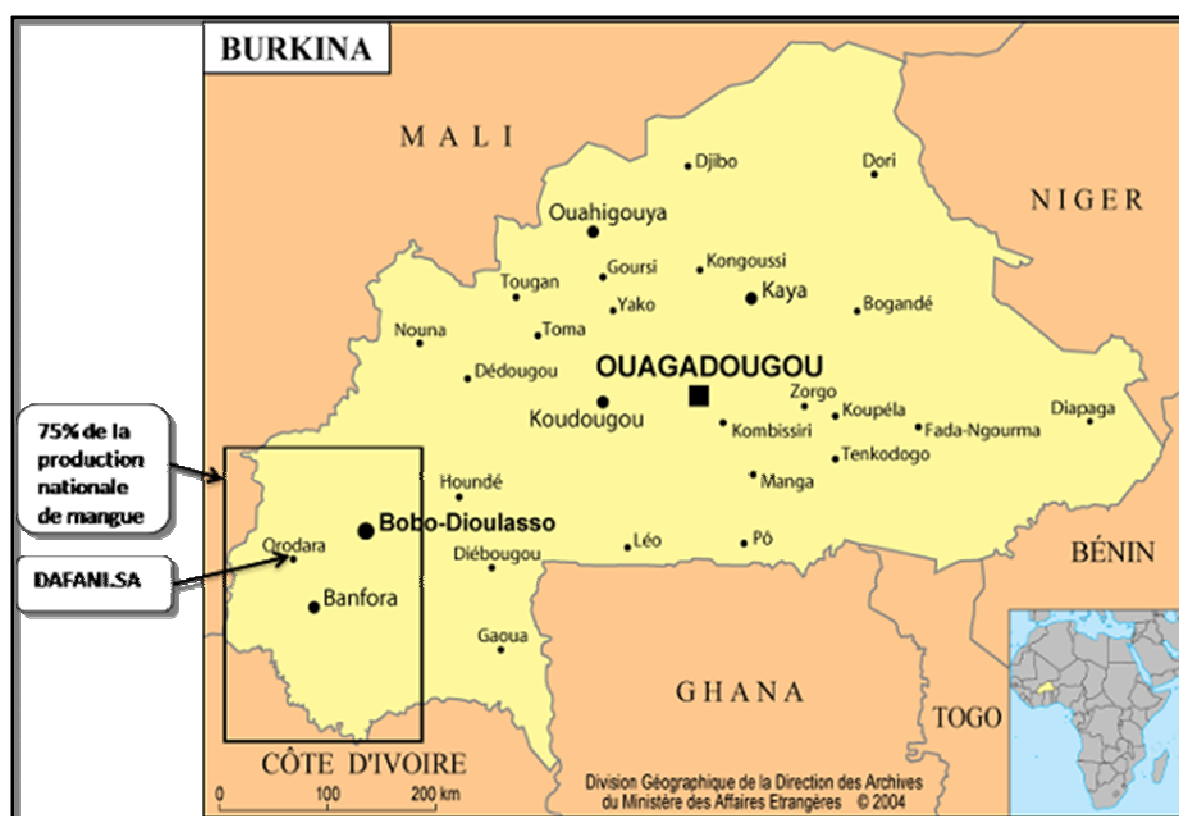 BURKINA
MALI
Djibo
Dori
NIGER
Ouahigouya
Goursi
Kongoussi
Tougan
Kaya
Yako
Bogandé
Nouna
Toma
OUAGADOUGOU
Dédougou
Zorgo
Koudougou
Koupéla
Diapaga
Kombissiri
Fada-Ngourma
75% de la
production
nationale
de mangue
Tenkodogo
Houndé
Manga
Bobo-Dioulasso
Orodara
Diébougou
Léo
Pô
BÉNIN
DAFANI.SA
Banfora
Gaoua
GHANA
TOGO
CÔTE D'IVOIRE
Division Géographique de la Direction des Archives
du Ministère des Affaires Etrangères © 2004
0 100 200 km